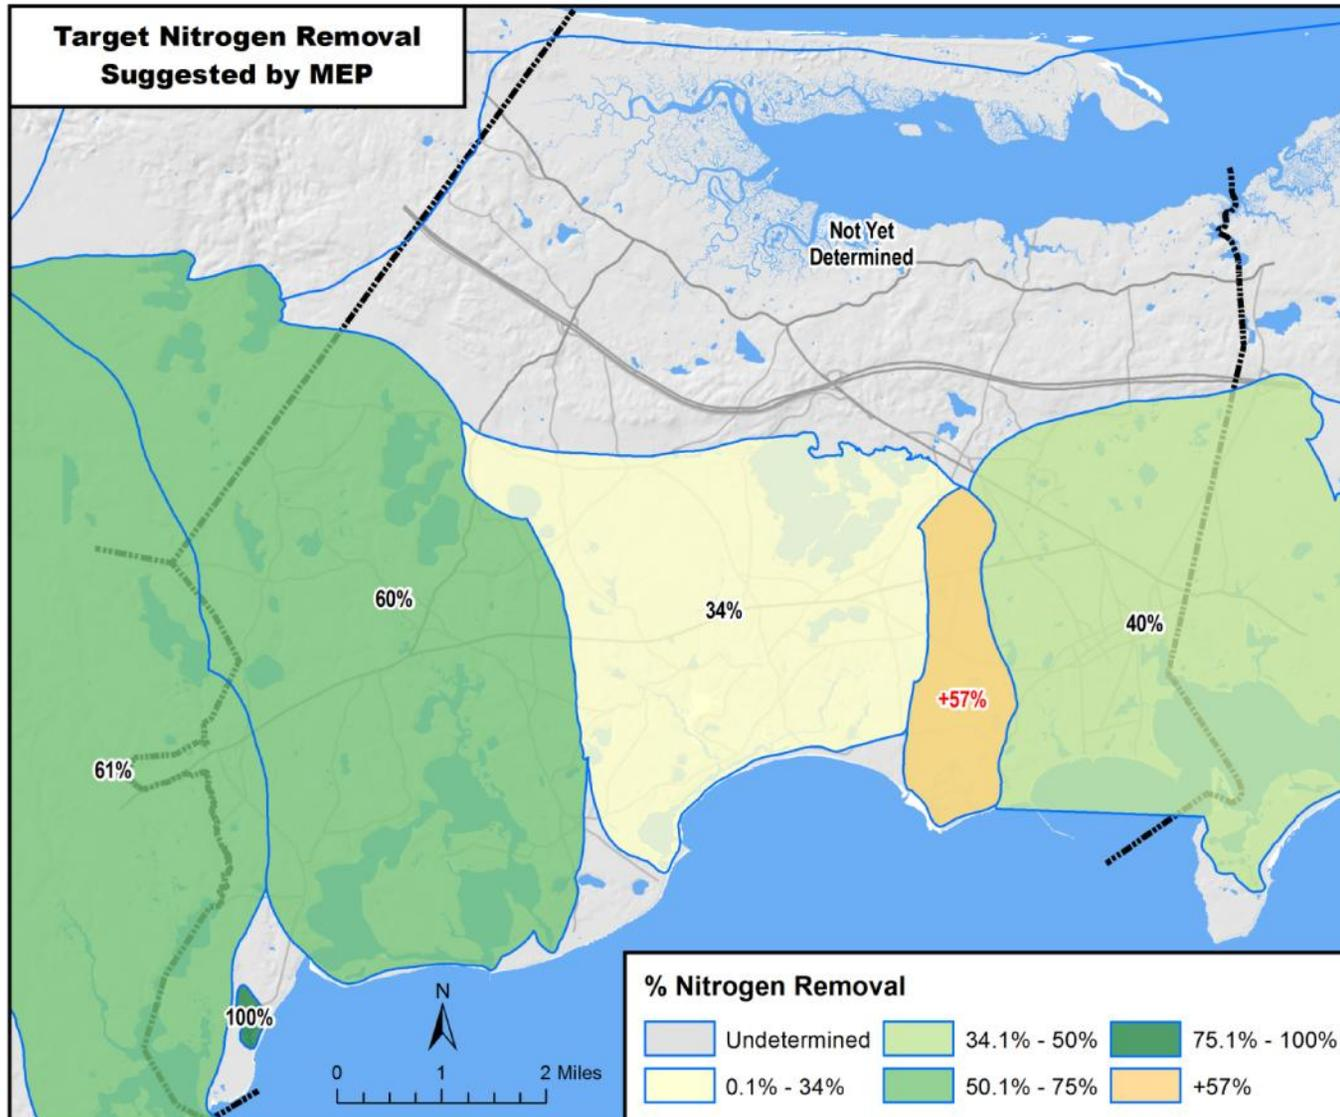 Target Nitrogen Removal
Suggested by MEP
Not Yet
Determined
60%
34%
40%
+57%
61%
100%
N
0 1 2 Miles
% Nitrogen Removal
Undetermined 34.1% - 50% 75.1% - 100%
0.1% - 34% 50.1% - 75% +57%